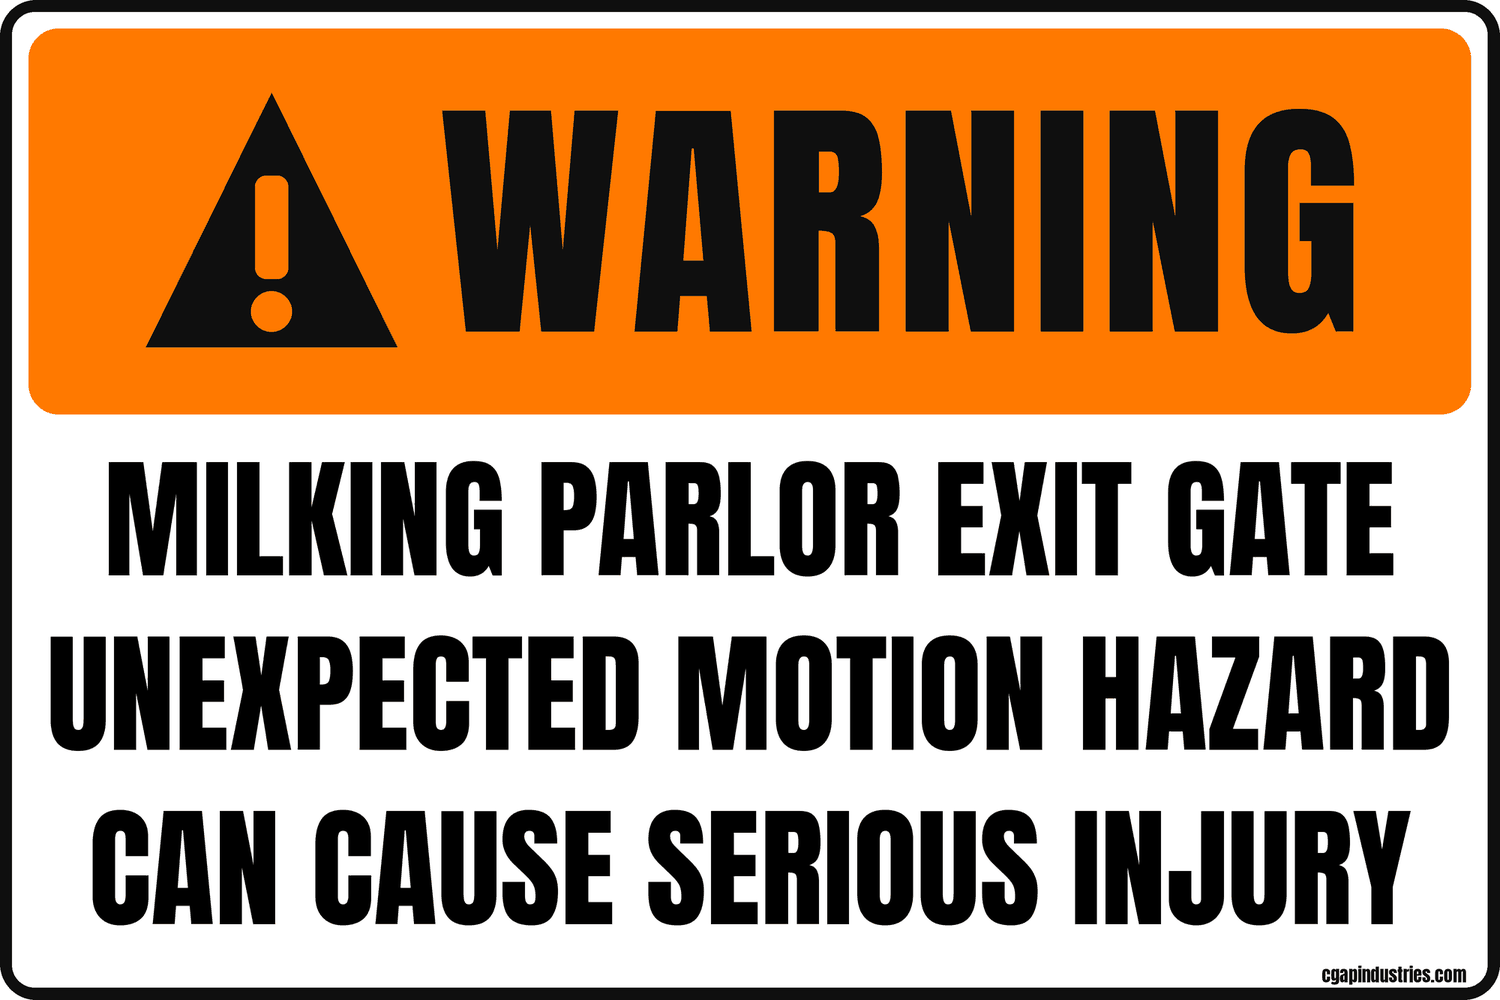 WARNING
MILKING PARLOR EXIT GATE
UNEXPECTED MOTION HAZARD
CAN CAUSE SERIOUS INJURY
cgapindustries.com